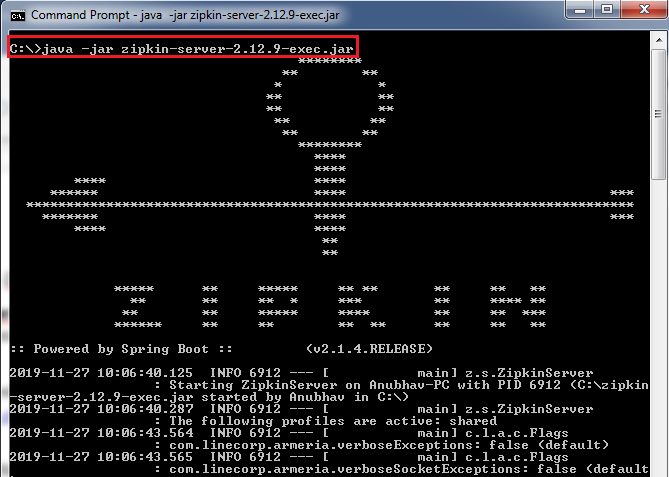 Command Prompt - java  -jar zipkin-server-2.12.9-exec.jar
C:\>java -jar zipkin-server-2.12.9-exec.jar
:: Powered by Spring Boot ::         (v2.1.4.RELEASE)
2019-11-27 10:06:40.125  INFO 6912 --- [           main] z.s.ZipkinServer
                  : Starting ZipkinServer on Anubhav-PC with PID 6912 (C:\zipkin
-server-2.12.9-exec.jar started by Anubhav in C:\)
2019-11-27 10:06:40.287  INFO 6912 --- [           main] z.s.ZipkinServer
                  : The following profiles are active: shared
2019-11-27 10:06:43.564  INFO 6912 --- [           main] c.l.a.c.Flags
                  : com.linecorp.armeria.verboseExceptions: false (default)
2019-11-27 10:06:43.565  INFO 6912 --- [           main] c.l.a.c.Flags
                  : com.linecorp.armeria.verboseSocketExceptions: false (default